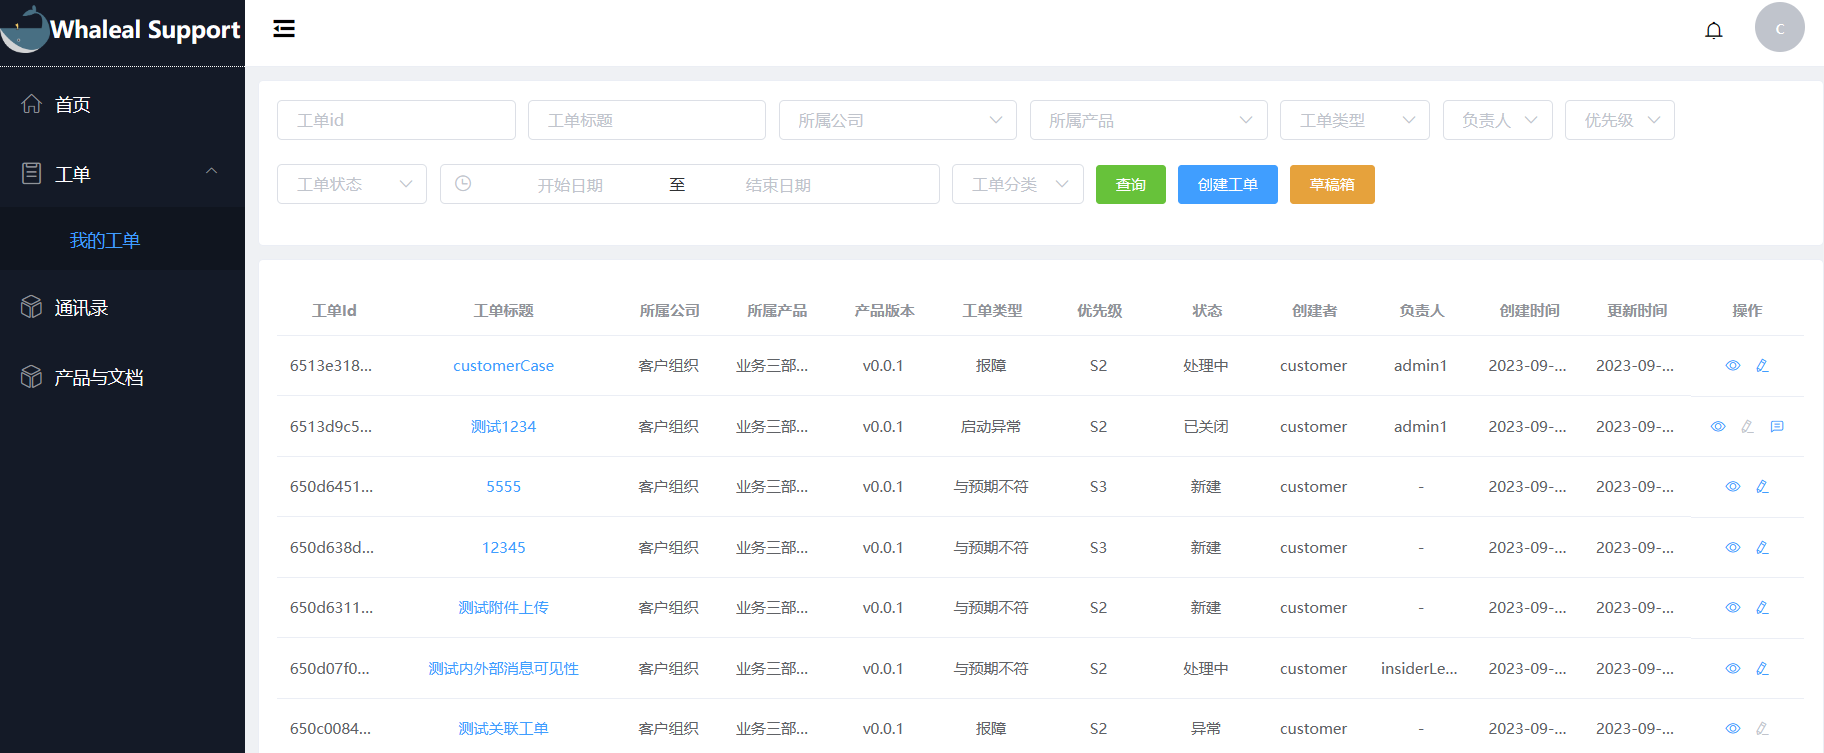 Whaleal Support
C
首页
工单
我的工单
通讯录
产品与文档
工单id 工单标题 所属公司 所属产品 工单类型 负责人 优先级
工单状态 开始日期 至 结束日期 工单分类 查询 创建工单 草稿箱
工单Id 工单标题 所属公司 所属产品 产品版本 工单类型 优先级 状态 创建者 负责人 创建时间 更新时间 操作
6513e318... customerCase 客户组织 业务三部... v0.0.1 报障 S2 处理中 customer admin1 2023-09-... 2023-09-...
6513d9c5... 测试1234 客户组织 业务三部... v0.0.1 启动异常 S2 已关闭 customer admin1 2023-09-... 2023-09-...
650d6451... 5555 客户组织 业务三部... v0.0.1 与预期不符 S3 新建 customer - 2023-09-... 2023-09-...
650d638d... 12345 客户组织 业务三部... v0.0.1 与预期不符 S3 新建 customer - 2023-09-... 2023-09-...
650d6311... 测试附件上传 客户组织 业务三部... v0.0.1 与预期不符 S2 新建 customer - 2023-09-... 2023-09-...
650d07f0... 测试内外部消息可见性 客户组织 业务三部... v0.0.1 与预期不符 S2 处理中 customer insiderLe... 2023-09-... 2023-09-...
650c0084... 测试关联工单 客户组织 业务三部... v0.0.1 报障 S2 异常 customer - 2023-09-... 2023-09-...